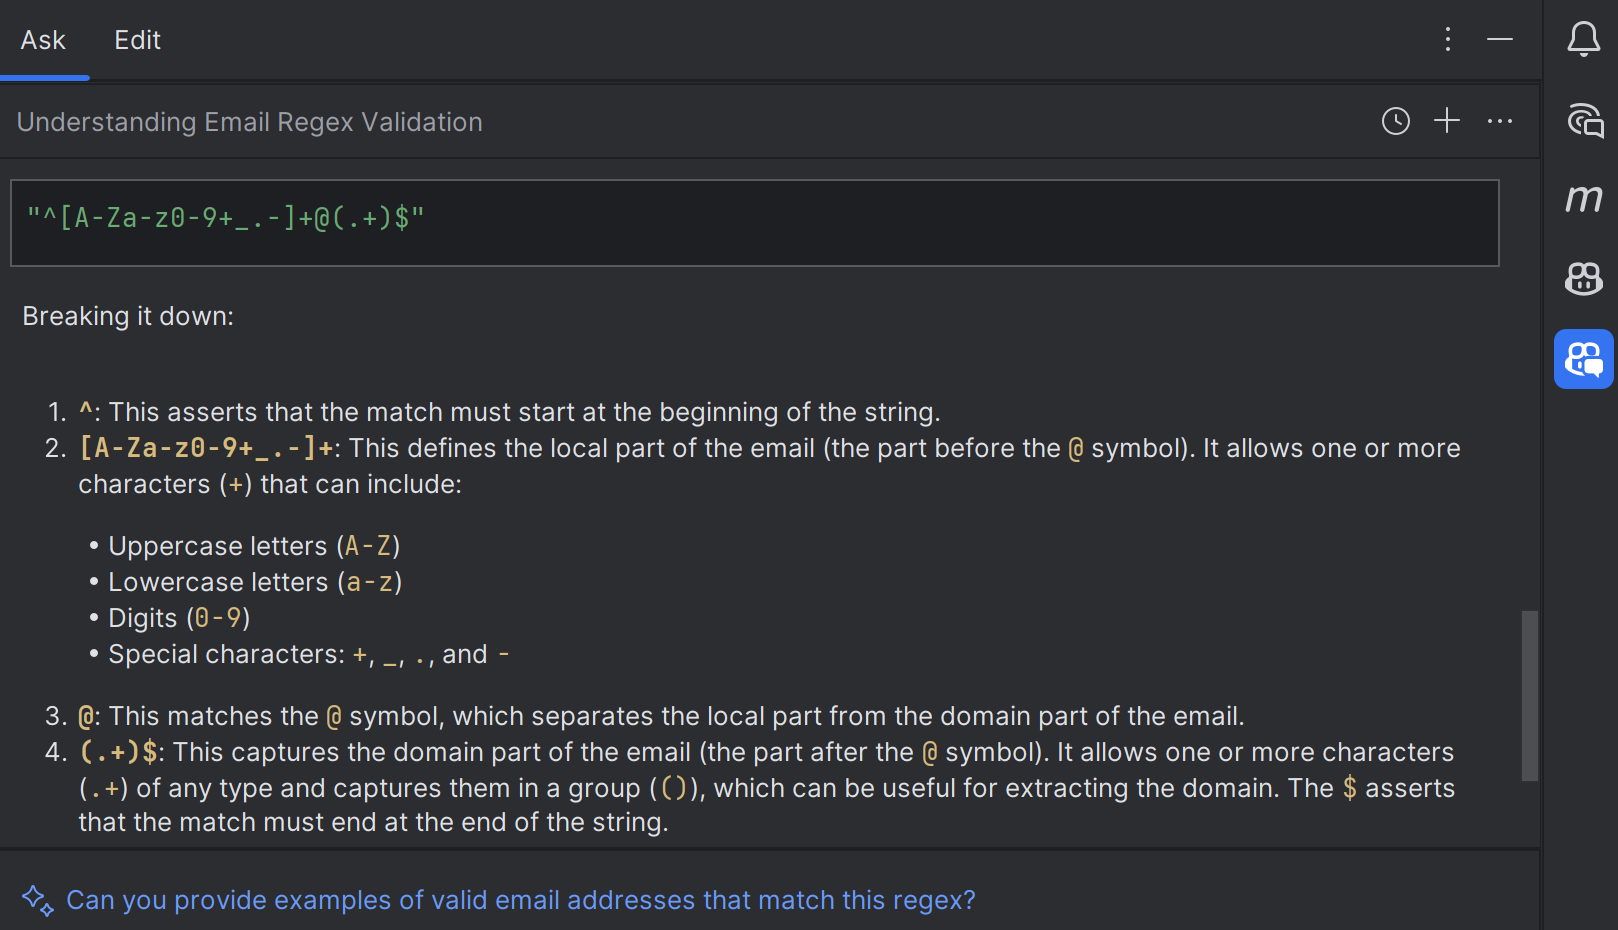 Ask Edit
Understanding Email Regex Validation
"^[A-Za-z0-9+_.-]+@(.+)$"
Breaking it down:
1. ^: This asserts that the match must start at the beginning of the string.
2. [A-Za-z0-9+_.-]+: This defines the local part of the email (the part before the @ symbol). It allows one or more
characters (+) that can include:
• Uppercase letters (A-Z)
• Lowercase letters (a-z)
• Digits (0-9)
• Special characters: +, _, ., and -
3. @: This matches the @ symbol, which separates the local part from the domain part of the email.
4. (.+)$: This captures the domain part of the email (the part after the @ symbol). It allows one or more characters
(.+) of any type and captures them in a group (()), which can be useful for extracting the domain. The $ asserts
that the match must end at the end of the string.
Can you provide examples of valid email addresses that match this regex?
m